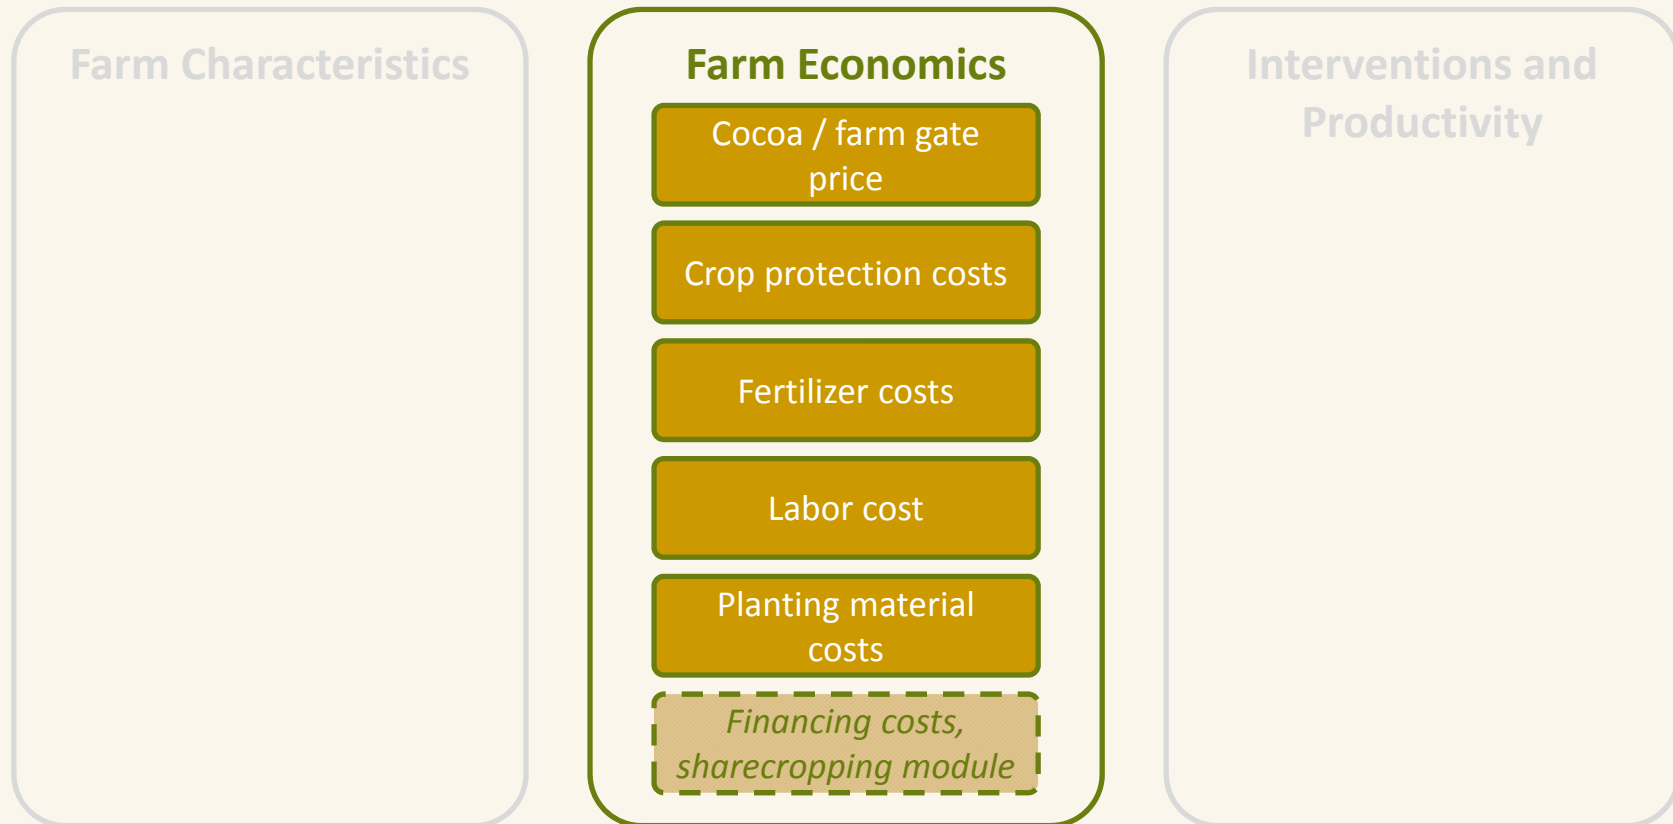 Farm Characteristics
Farm Economics
Cocoa / farm gate
price
Crop protection costs
Fertilizer costs
Labor cost
Planting material
costs
Financing costs,
sharecropping module
Interventions and
Productivity